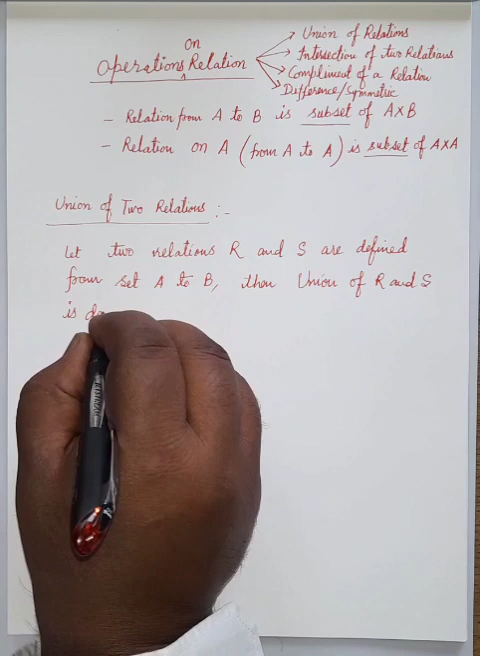 Operations on Relation
Union of Relations
Intersection of two Relations
Compliment of a Relation
Difference/Symmetric
- Relation from A to B is subset of A×B
- Relation on A (from A to A) is subset of A×A
Union of Two Relations :-
Let two relations R and S are defined
from set A to B, then Union of R and S
is